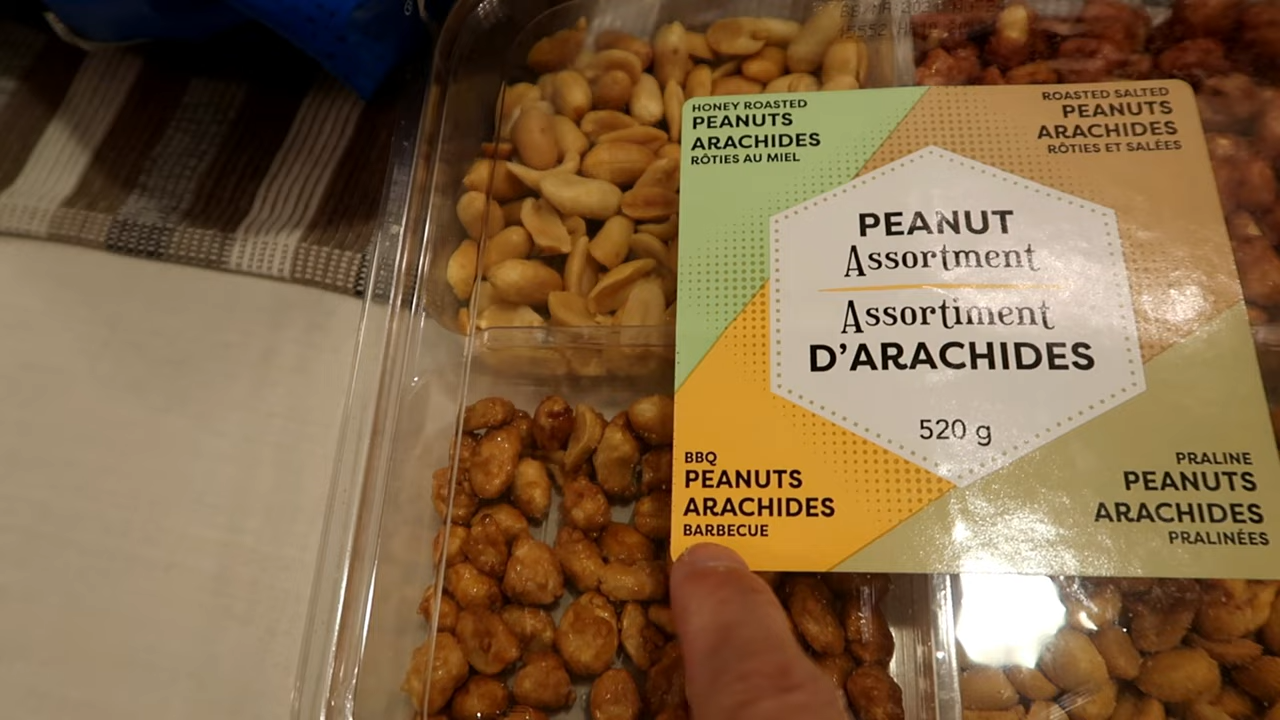 HONEY ROASTED
PEANUTS
ARACHIDES
RÔTIES AU MIEL
ROASTED SALTED
PEANUTS
ARACHIDES
RÔTIES ET SALÉES
PEANUT
Assortment
Assortiment
D'ARACHIDES
520 g
BBQ
PEANUTS
ARACHIDES
BARBECUE
PRALINE
PEANUTS
ARACHIDES
PRALINÉES